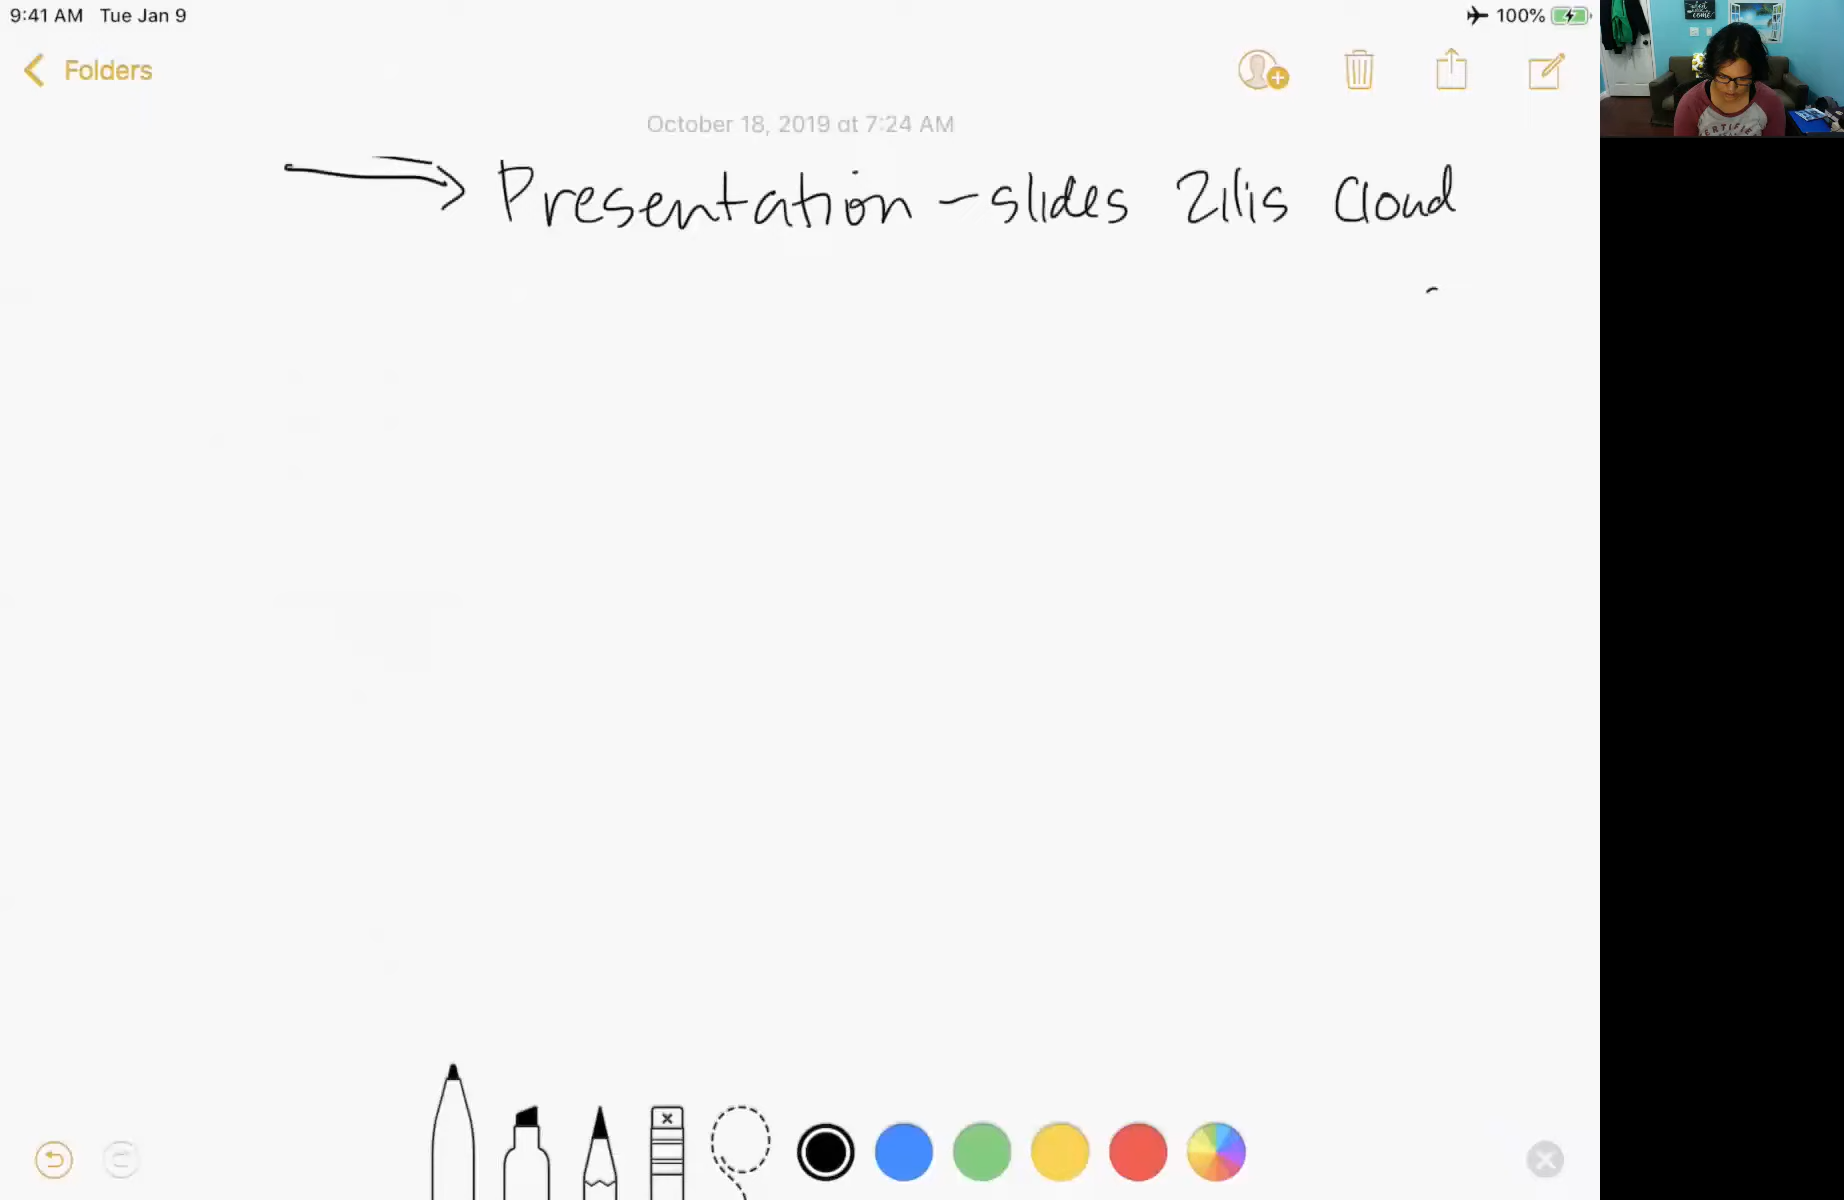 9:41 AM Tue Jan 9 100%
Folders
October 18, 2019 at 7:24 AM
→ Presentation - slides Zilis Cloud